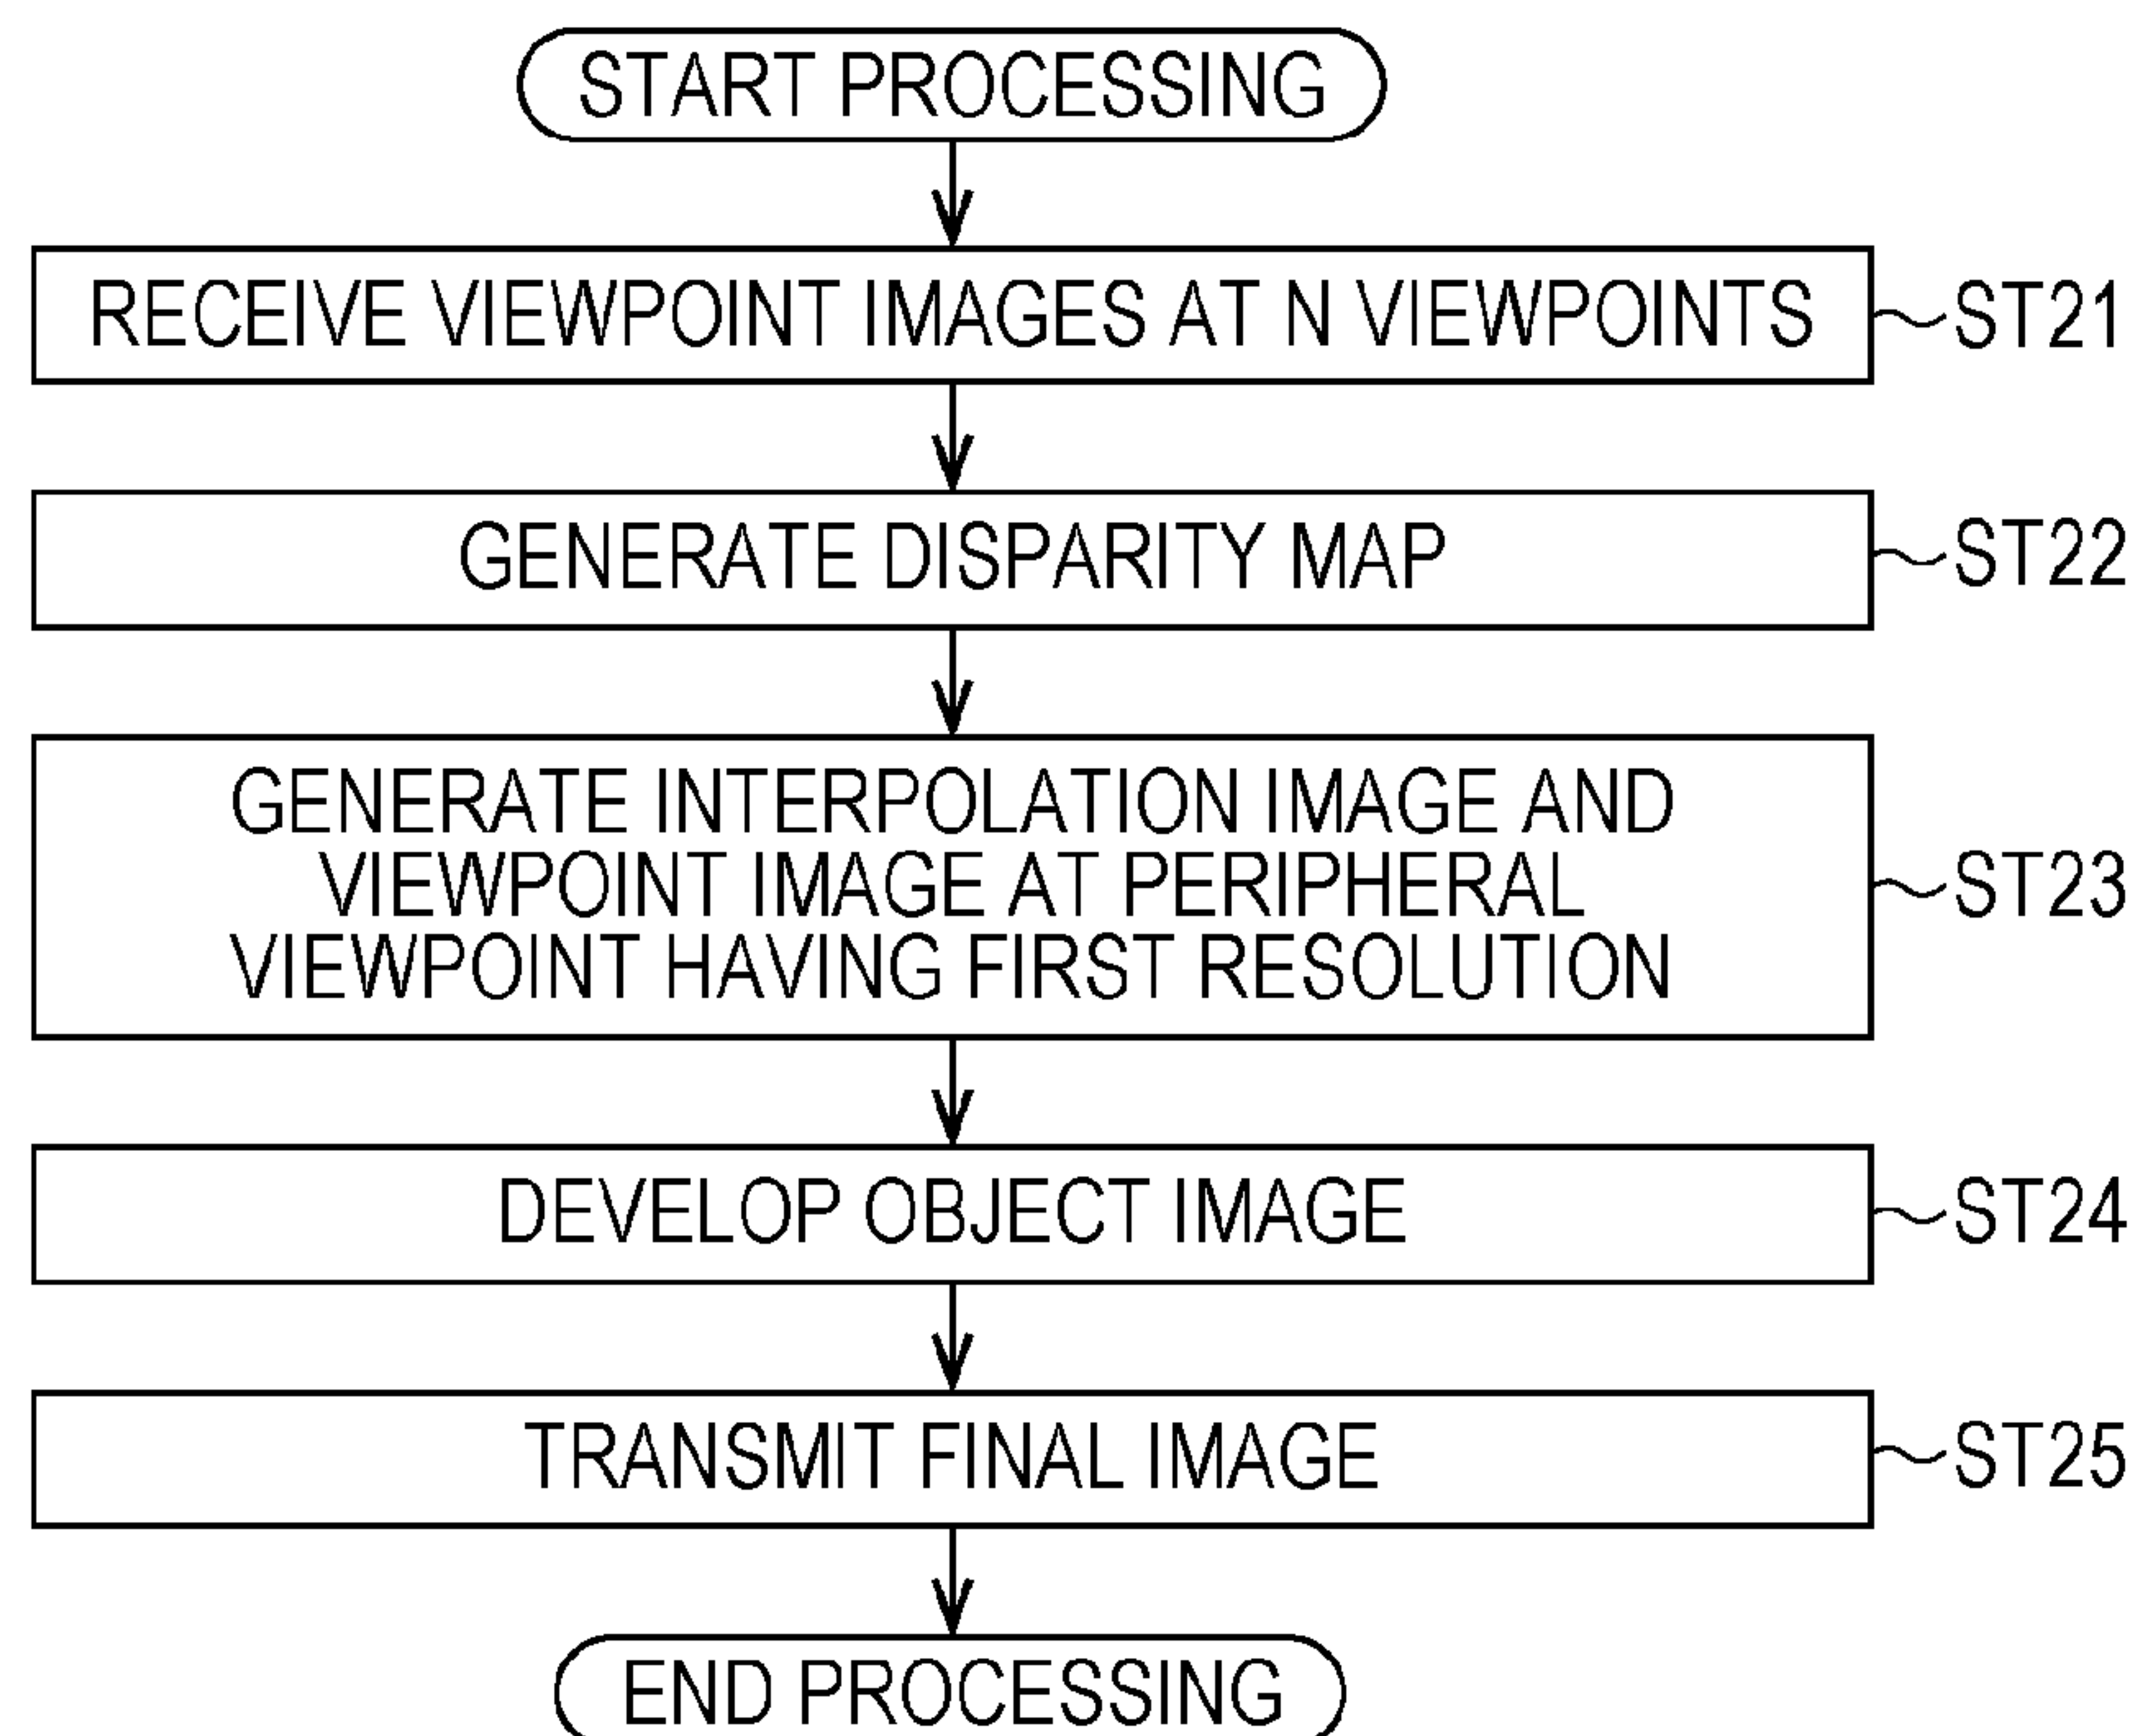 START PROCESSING
RECEIVE VIEWPOINT IMAGES AT N VIEWPOINTS
ST21
GENERATE DISPARITY MAP
ST22
GENERATE INTERPOLATION IMAGE AND
VIEWPOINT IMAGE AT PERIPHERAL
VIEWPOINT HAVING FIRST RESOLUTION
ST23
DEVELOP OBJECT IMAGE
ST24
TRANSMIT FINAL IMAGE
ST25
END PROCESSING